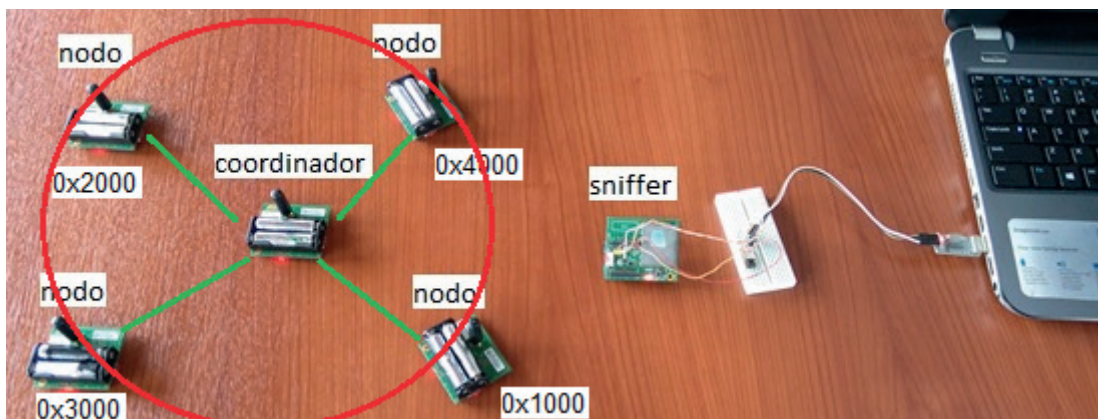 nodo
nodo
0x2000
coordinador
0x4000
sniffer
nodo
nodo
0x3000
0x1000